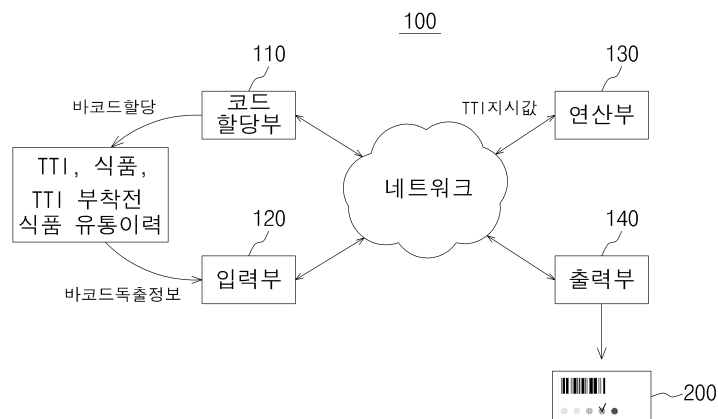 100
110
130
바코드할당
코드
할당부
TTI지시값
연산부
TTI, 식품,
TTI 부착전
식품 유통이력
네트워크
120
140
입력부
출력부
바코드독출정보
200